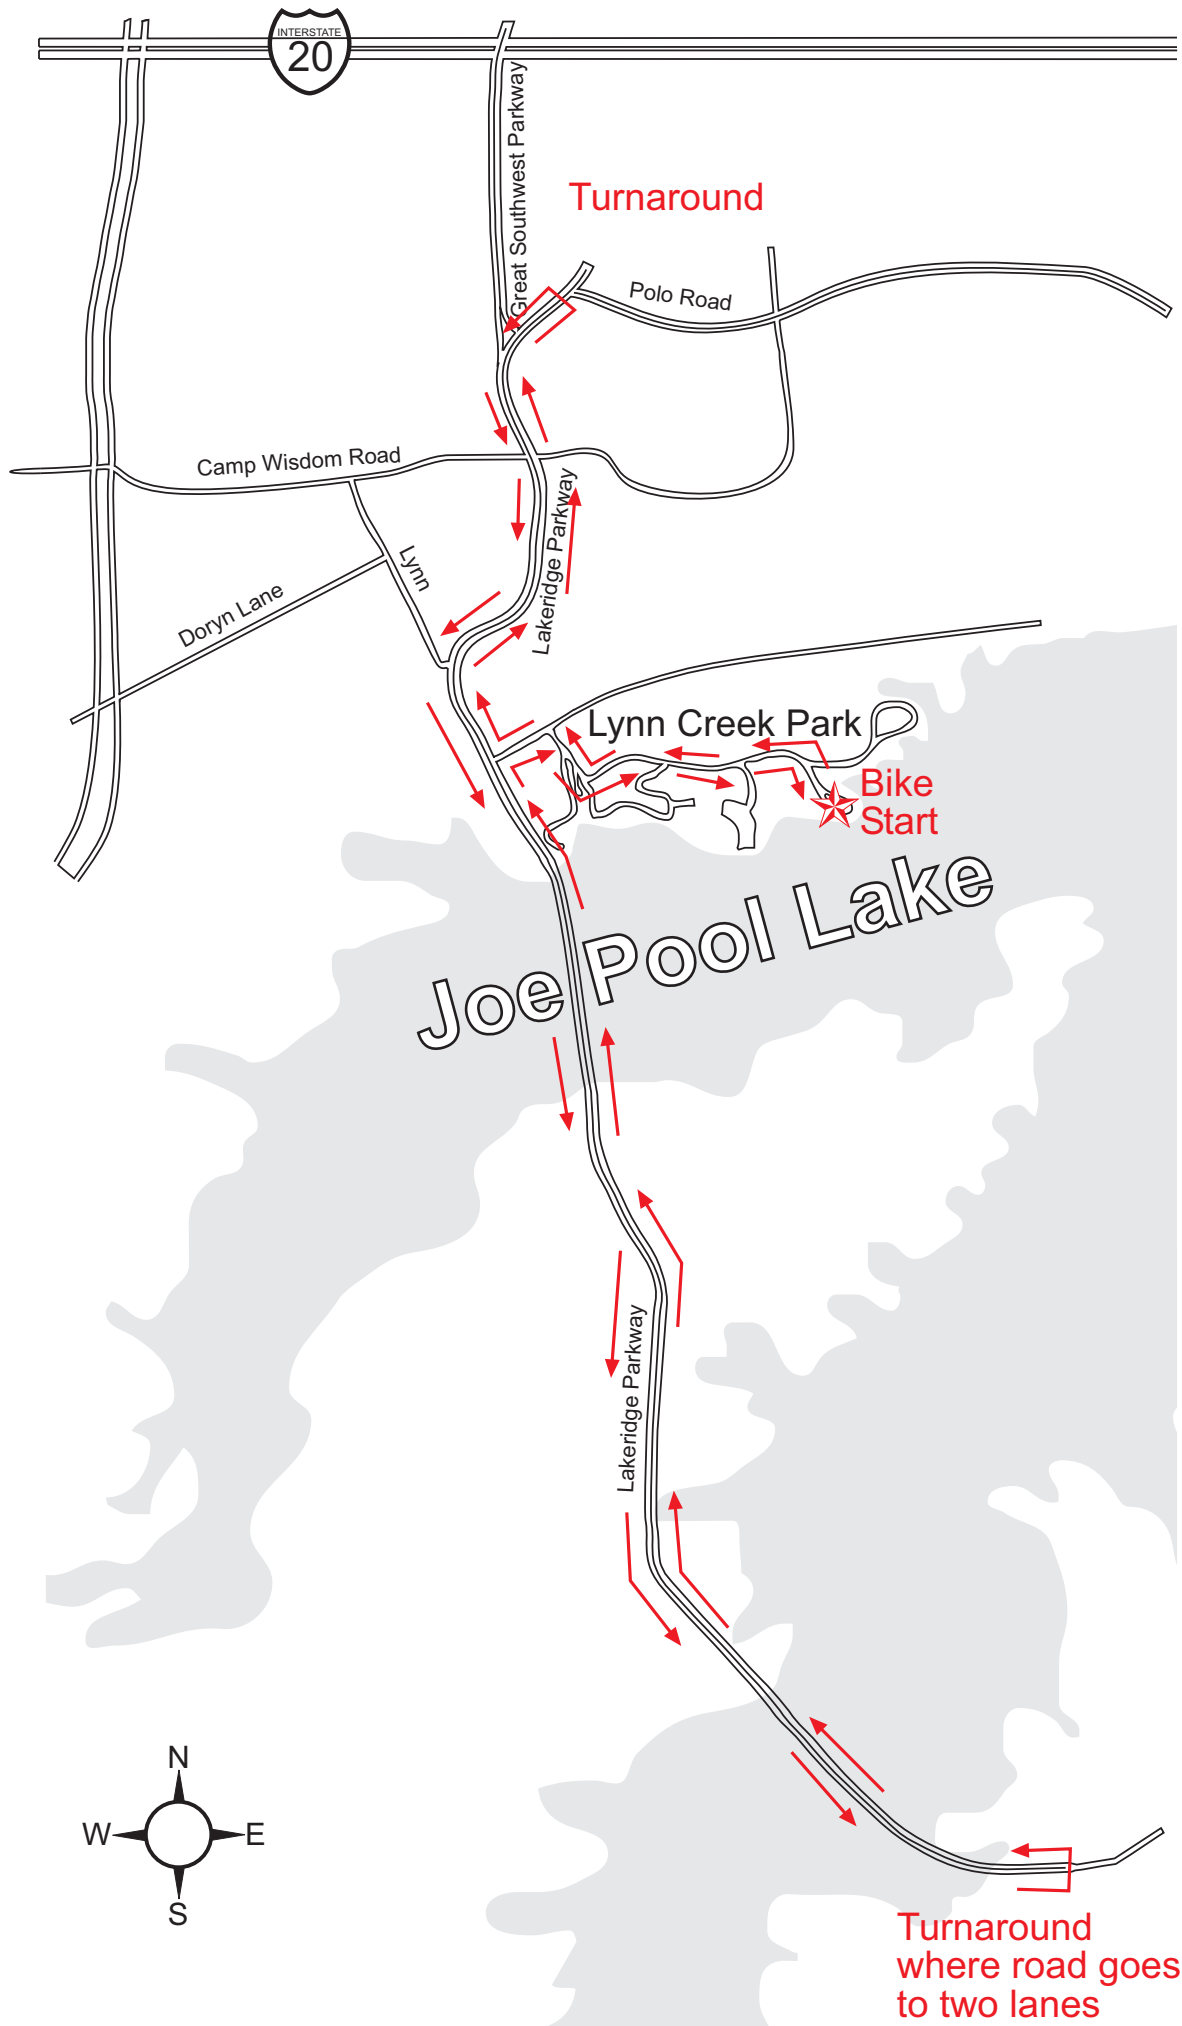 INTERSTATE
20
Great Southwest Parkway
Turnaround
Polo Road
Camp Wisdom Road
Lakeridge Parkway
Lynn
Doryn Lane
Lynn Creek Park
Bike
Start
Joe Pool Lake
Lakeridge Parkway
N
W
E
S
Turnaround
where road goes
to two lanes